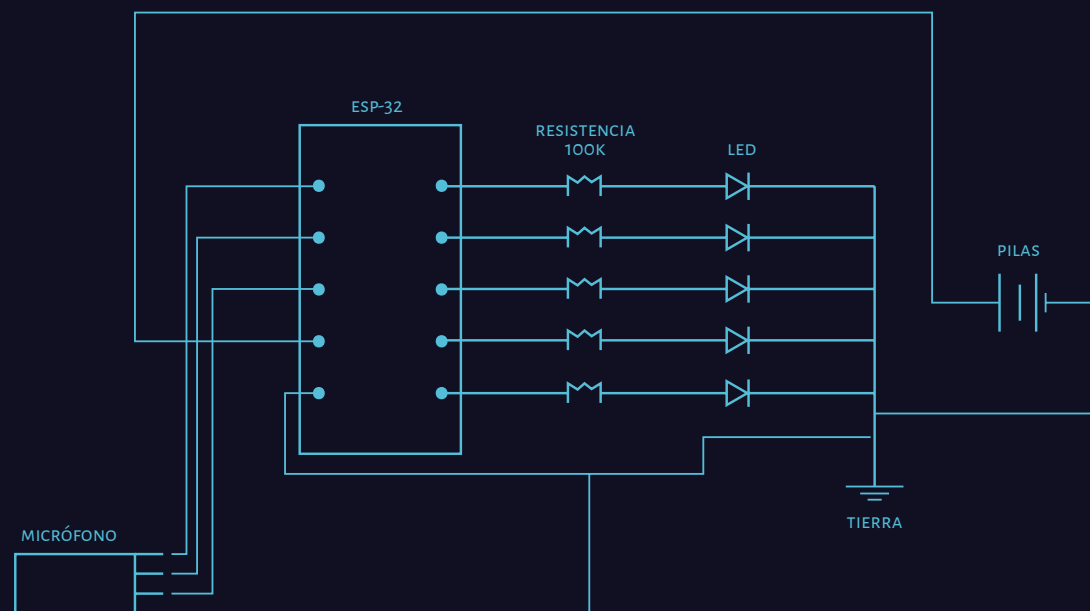 ESP-32
RESISTENCIA
100K
LED
PILAS
TIERRA
MICRÓFONO